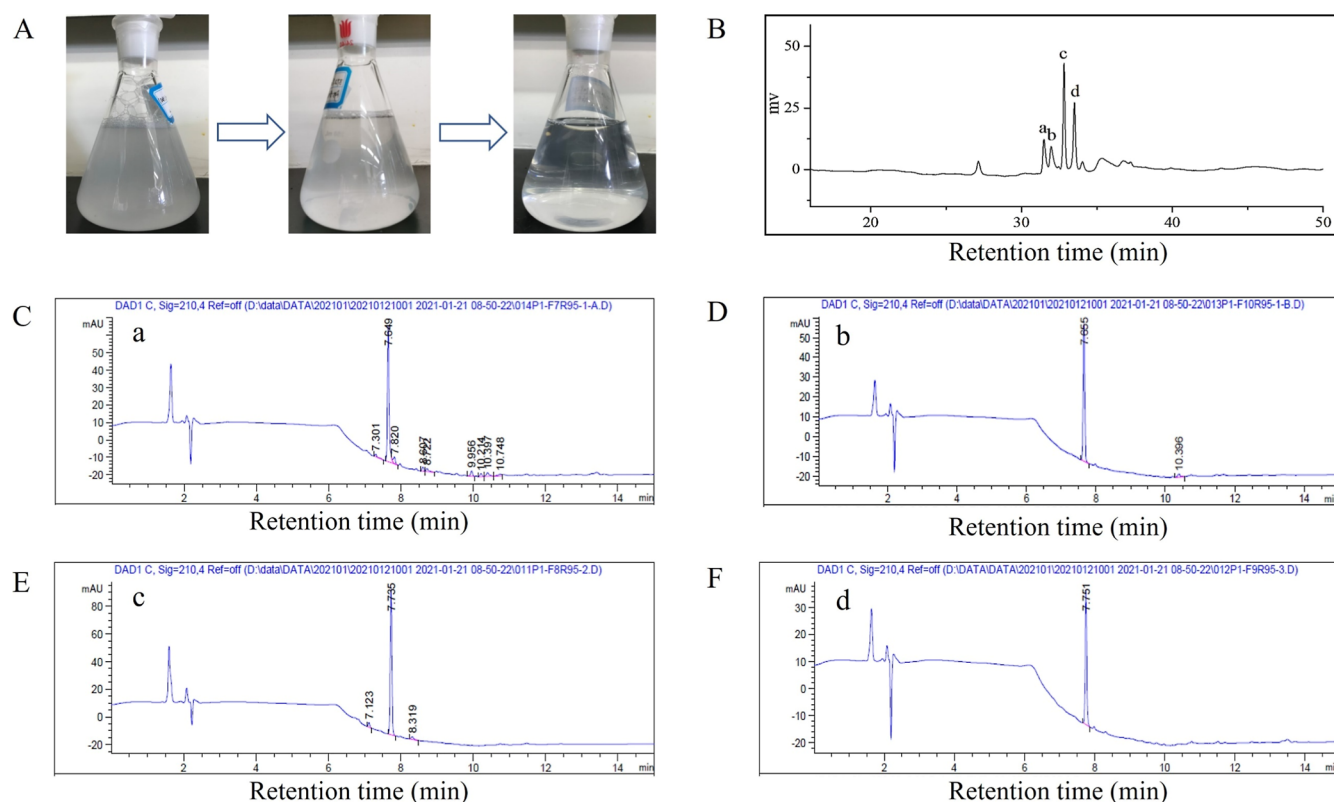 A
B
50
25
0
mv
a
b
c
d
20
30
40
50
Retention time (min)
C
DAD1 C, Sig=210,4 Ref=off (D:\data\DATA\202101\20210121001 2021-01-21 08-50-22\014P1-F7R95-1-A.D)
mAU
a
50
40
30
20
10
0
-10
-20
7.301
7.649
7.820
8.607
8.722
9.956
10.214
10.397
10.748
2
4
6
8
10
12
14
min
Retention time (min)
D
DAD1 C, Sig=210,4 Ref=off (D:\data\DATA\202101\20210121001 2021-01-21 08-50-22\013P1-F10R95-1-B.D)
mAU
b
50
40
30
20
10
0
-10
-20
7.655
10.396
2
4
6
8
10
12
14
Retention time (min)
E
DAD1 C, Sig=210,4 Ref=off (D:\data\DATA\202101\20210121001 2021-01-21 08-50-22\011P1-F8R95-2.D)
mAU
c
80
60
40
20
0
-20
7.123
7.735
8.319
2
4
6
8
10
12
14
min
Retention time (min)
F
DAD1 C, Sig=210,4 Ref=off (D:\data\DATA\202101\20210121001 2021-01-21 08-50-22\012P1-F9R95-3.D)
mAU
d
30
20
10
0
-10
-20
7.751
2
4
6
8
10
12
14
Retention time (min)